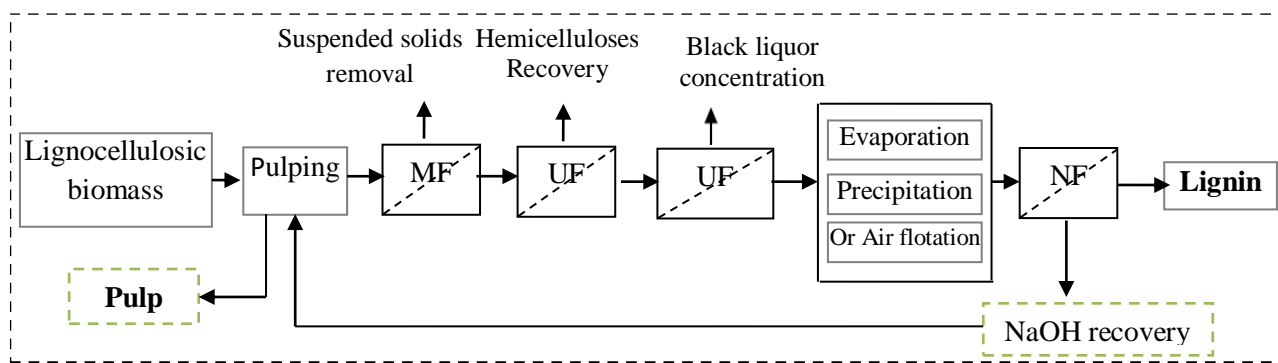 Suspended solids
removal
Hemicelluloses
Recovery
Black liquor
concentration
Lignocellulosic
biomass
Pulping
MF
UF
UF
Evaporation
Precipitation
Or Air flotation
NF
Lignin
Pulp
NaOH recovery